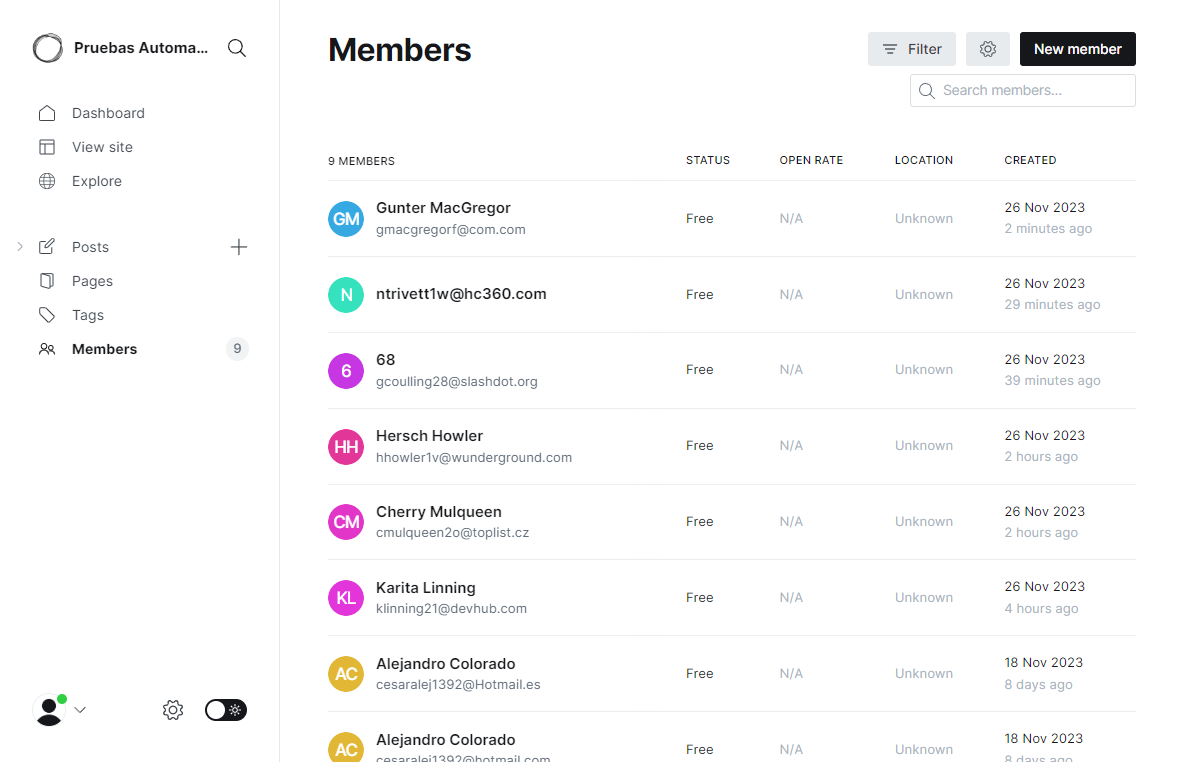 Pruebas Automa...
Dashboard
View site
Explore
Posts
Pages
Tags
Members 9
Members
Filter
New member
Search members...
9 MEMBERS STATUS OPEN RATE LOCATION CREATED
GM Gunter MacGregor gmacgregorf@com.com Free N/A Unknown 26 Nov 2023 2 minutes ago
N ntrivett1w@hc360.com Free N/A Unknown 26 Nov 2023 29 minutes ago
6 68 gcoulling28@slashdot.org Free N/A Unknown 26 Nov 2023 39 minutes ago
HH Hersch Howler hhowler1v@wunderground.com Free N/A Unknown 26 Nov 2023 2 hours ago
CM Cherry Mulqueen cmulqueen2o@toplist.cz Free N/A Unknown 26 Nov 2023 2 hours ago
KL Karita Linning klinning21@devhub.com Free N/A Unknown 26 Nov 2023 4 hours ago
AC Alejandro Colorado cesaralej1392@Hotmail.es Free N/A Unknown 18 Nov 2023 8 days ago
AC Alejandro Colorado cesaralej1392@hotmail.com Free N/A Unknown 18 Nov 2023 8 days ago